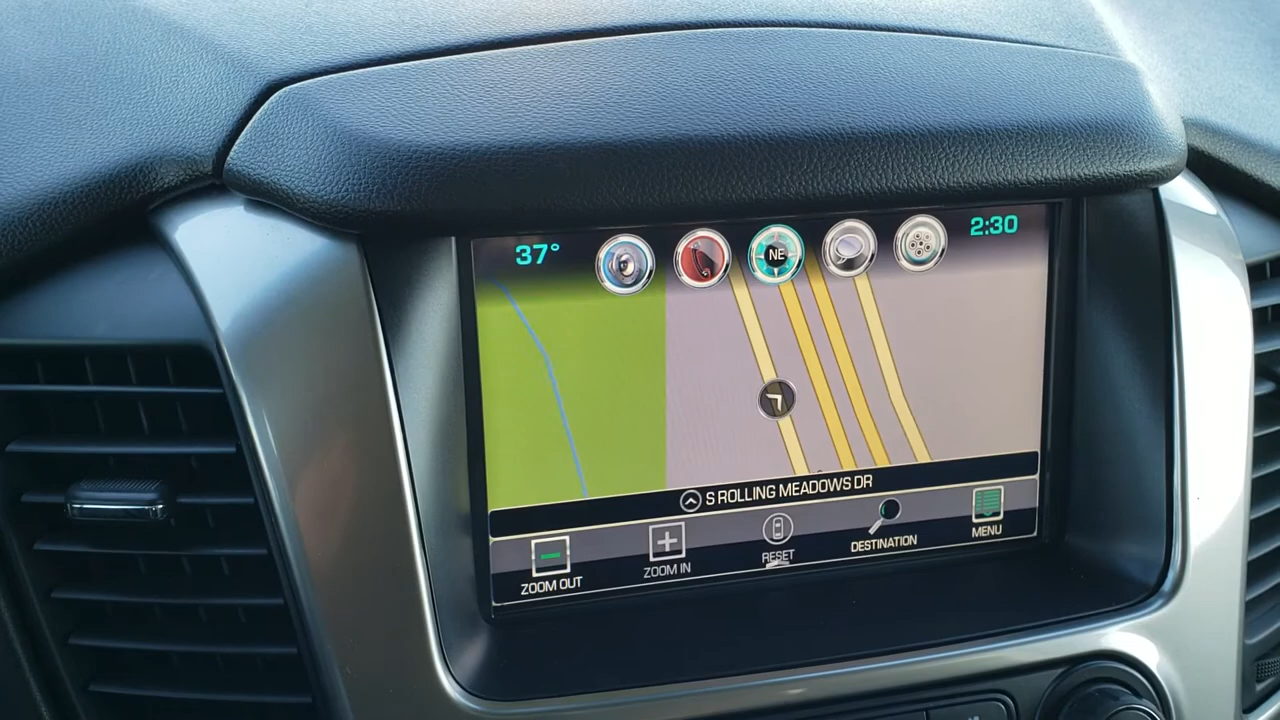 37°
NE
2:30
S ROLLING MEADOWS DR
ZOOM OUT
ZOOM IN
RESET
DESTINATION
MENU